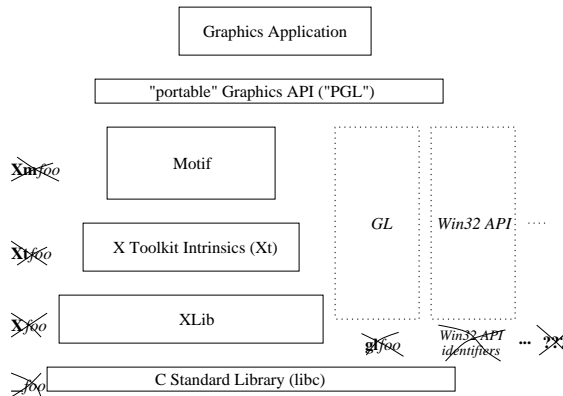 Graphics Application
"portable" Graphics API ("PGL")
Motif
Xmfoo
GL
Win32 API
X Toolkit Intrinsics (Xt)
Xtfoo
XLib
Xfoo
glfoo
Win32 API
identifiers
... ???
_foo
C Standard Library (libc)